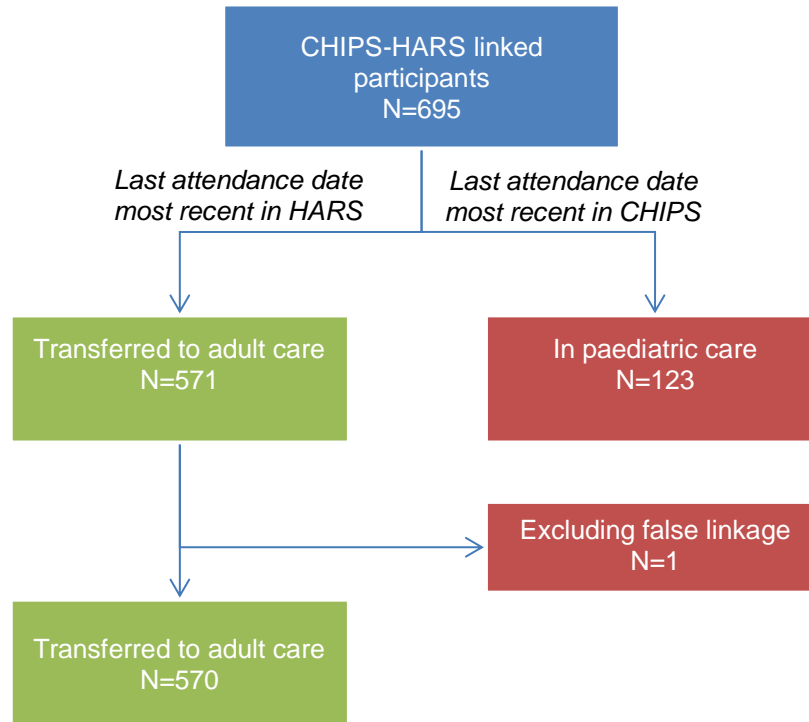 CHIPS-HARS linked
participants
N=695
Last attendance date
most recent in HARS
Last attendance date
most recent in CHIPS
Transferred to adult care
N=571
In paediatric care
N=123
Excluding false linkage
N=1
Transferred to adult care
N=570